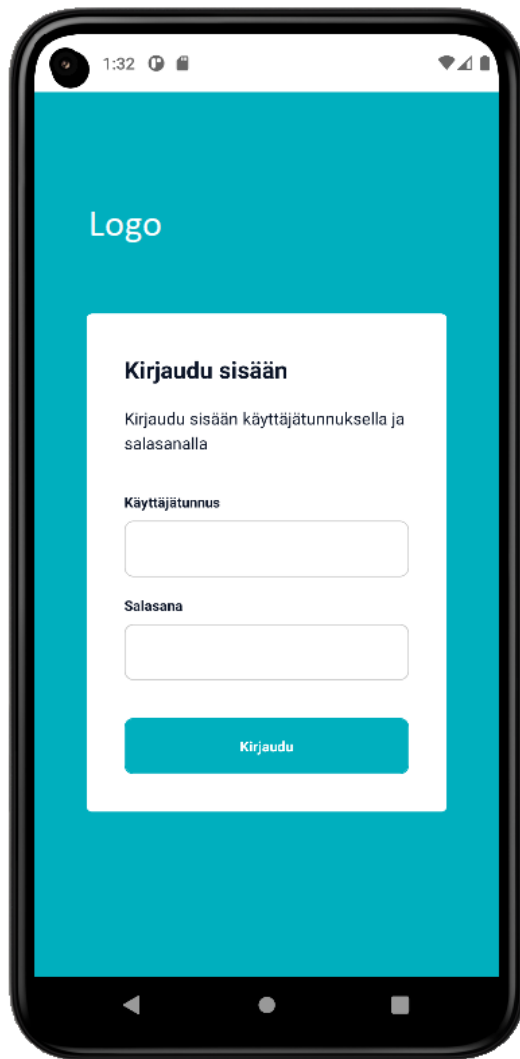 1:32
Logo
Kirjaudu sisään
Kirjaudu sisään käyttäjätunnuksella ja
salasanalla
Käyttäjätunnus
Salasana
Kirjaudu